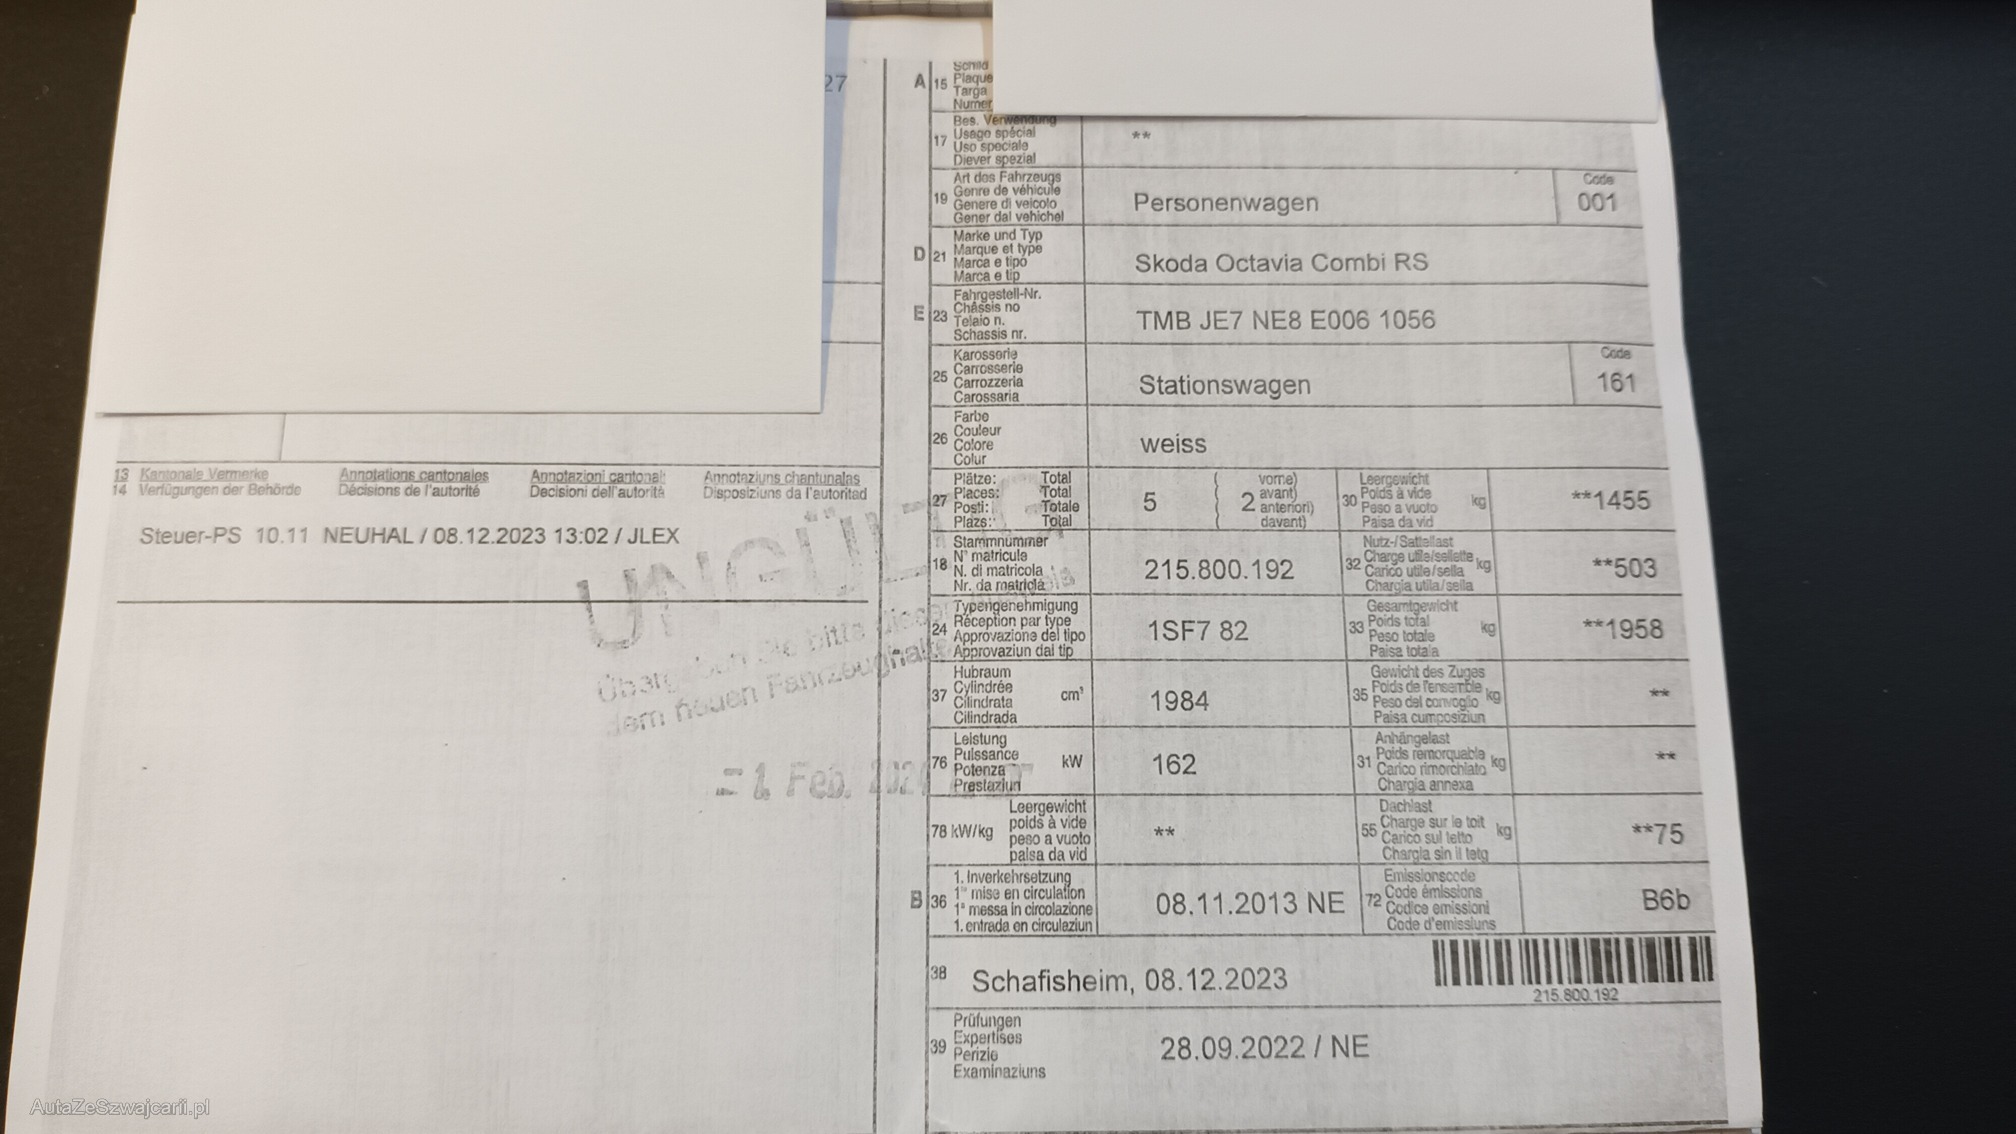 27
A 15 Schild
Plaque
Targa
Numer
17 Bes. Verwendung
Usage spécial
Uso speciale
Diever spezial
**
19 Art des Fahrzeugs
Genre de véhicule
Genere di veicolo
Gener dal vehichel
Personenwagen
Code
001
D 21 Marke und Typ
Marque et type
Marca e tipo
Marca e tip
Skoda Octavia Combi RS
E 23 Fahrgestell-Nr.
Châssis no
Telaio n.
Schassis nr.
TMB JE7 NE8 E006 1056
25 Karosserie
Carrosserie
Carrozzeria
Carossaria
Stationswagen
Code
161
26 Farbe
Couleur
Colore
Colur
weiss
13 Kantonale Vermerke Annotations cantonales Annotazioni cantonal Annotaziuns chantunalas
14 Verfügungen der Behörde Décisions de l'autorité Decisioni dell'autorità Disposiziuns da l'autoritad
Steuer-PS 10.11 NEUHAL / 08.12.2023 13:02 / JLEX
UNGÜLT
Übergeben Sie bitte diese
dem neuen Fahrzeughalte
- 1. Feb. 202
27 Plätze: Total
Places: Total
Posti: Totale
Plazs: Total
5
( 2 vorne)
avant)
anteriori)
davant)
30 Leergewicht
Poids à vide
Peso a vuoto
Paisa da vid
kg
**1455
18 Stammnummer
N° matricule
N. di matricola
Nr. da matricla
215.800.192
32 Nutz-/Sattellast
Charge utile/sellette
Carico utile/sella
Chargia utila/sella
kg
**503
24 Typengenehmigung
Réception par type
Approvazione del tipo
Approvaziun dal tip
1SF7 82
33 Gesamtgewicht
Poids total
Peso totale
Paisa totala
kg
**1958
37 Hubraum
Cylindrée
Cilindrata
Cilindrada
cm³
1984
35 Gewicht des Zuges
Poids de l'ensemble
Peso del convoglio
Paisa cumposiziun
kg
**
76 Leistung
Puissance
Potenza
Prestaziun
kW
162
31 Anhängelast
Poids remorquable
Carico rimorchiato
Chargia annexa
kg
**
78 kW/kg Leergewicht
poids à vide
peso a vuoto
paisa da vid
**
55 Dachlast
Charge sur le toit
Carico sul tetto
Chargia sin il tetg
kg
**75
B 36 1. Inverkehrsetzung
1re mise en circulation
1a messa in circolazione
1. entrada en circulaziun
08.11.2013 NE
72 Emissionscode
Code émissions
Codice emissioni
Code d'emissiuns
B6b
38 Schafisheim, 08.12.2023
215.800.192
39 Prüfungen
Expertises
Perizie
Examinaziuns
28.09.2022 / NE
AutaZeSzwajcarii.pl